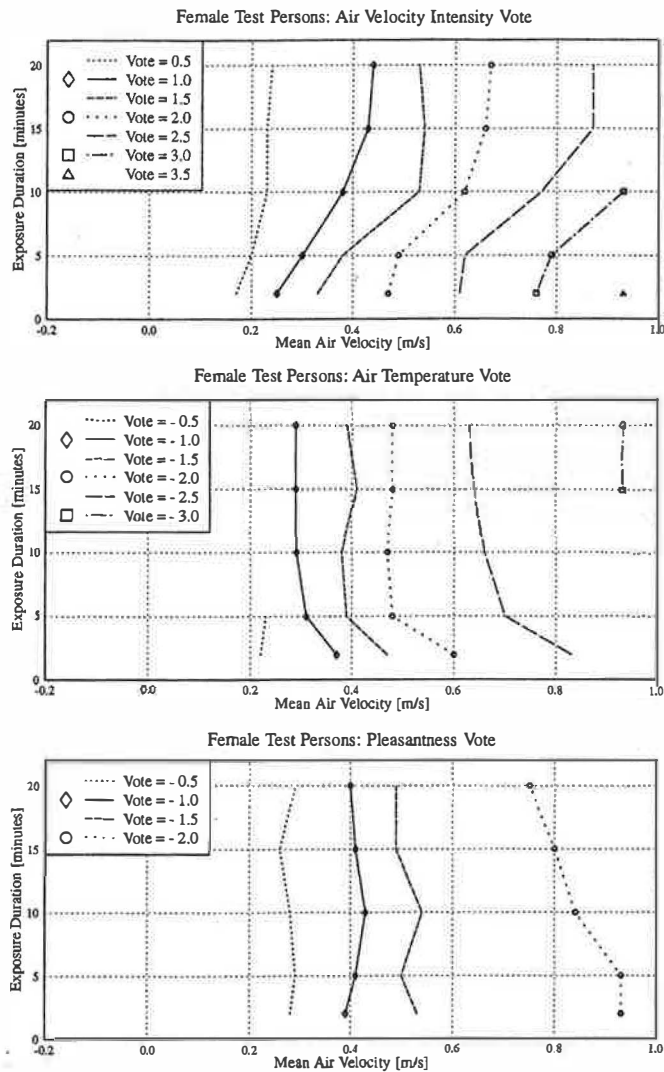 Female Test Persons: Air Velocity Intensity Vote
Exposure Duration [minutes]
20
15
10
5
0
Vote = 0.5
Vote = 1.0
Vote = 1.5
Vote = 2.0
Vote = 2.5
Vote = 3.0
Vote = 3.5
-0.2 0.0 0.2 0.4 0.6 0.8 1.0
Mean Air Velocity [m/s]
Female Test Persons: Air Temperature Vote
Exposure Duration [minutes]
20
15
10
5
0
Vote = - 0.5
Vote = - 1.0
Vote = - 1.5
Vote = - 2.0
Vote = - 2.5
Vote = - 3.0
-0.2 0.0 0.2 0.4 0.6 0.8 1.0
Mean Air Velocity [m/s]
Female Test Persons: Pleasantness Vote
Exposure Duration [minutes]
20
15
10
5
0
Vote = - 0.5
Vote = - 1.0
Vote = - 1.5
Vote = - 2.0
-0.2 0.0 0.2 0.4 0.6 0.8 1.0
Mean Air Velocity [m/s]